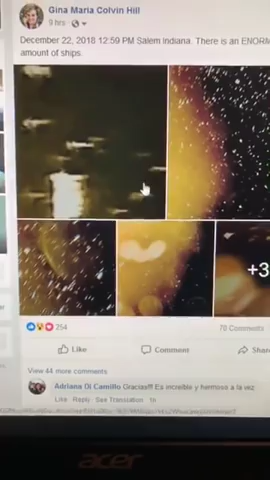 Gina Maria Colvin Hill
9 hrs
December 22, 2018 12:59 PM Salem Indiana. There is an ENORM
amount of ships.
+3
254
70 Comments
Like Comment Shar
View 44 more comments
Adriana Di Camillo Gracias!!! Es increíble y hermoso a la vez
Like Reply See Translation 1h
acer